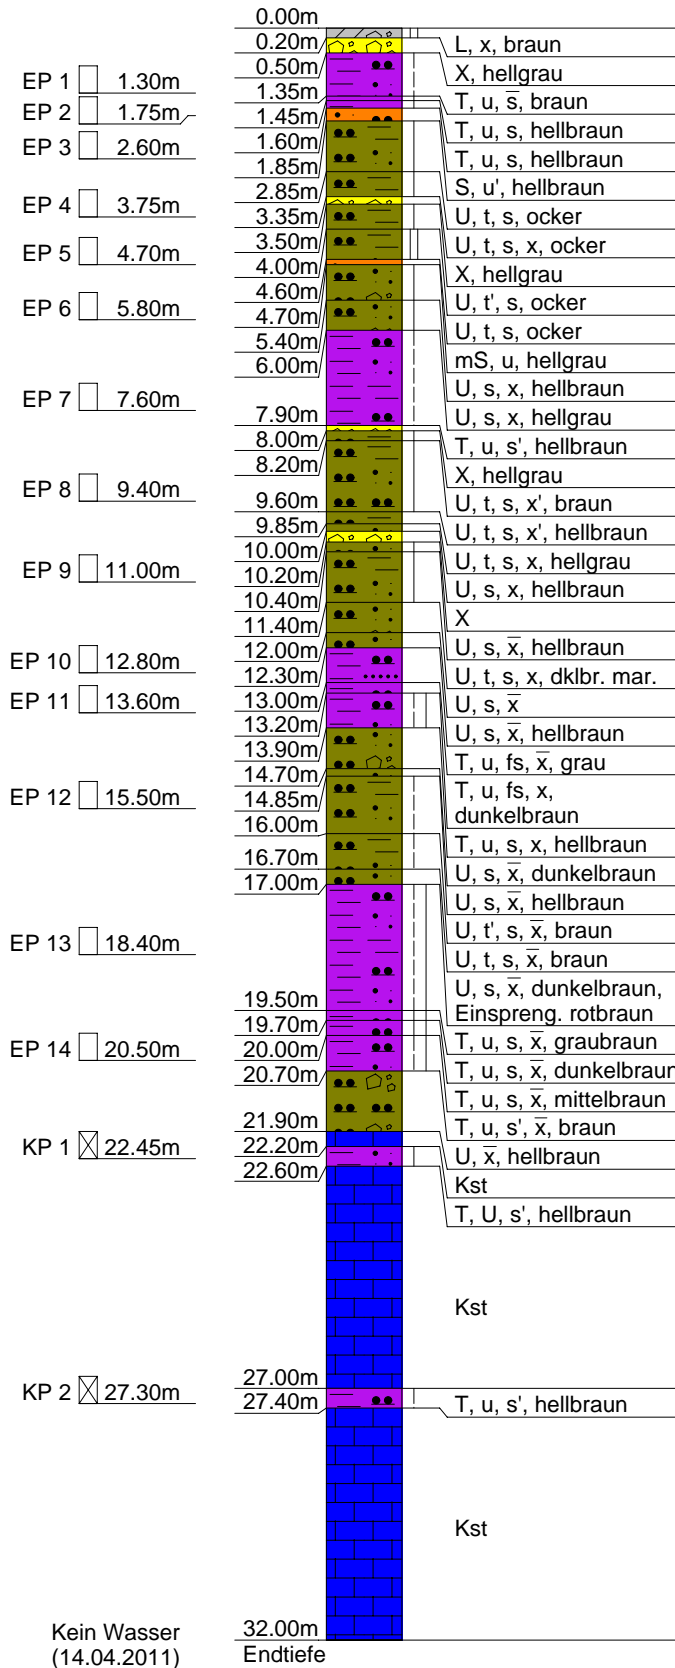 0.00m
0.20m
L, x, braun
0.50m
X, hellgrau
EP 1 1.30m
1.35m
T, u, s̅, braun
EP 2 1.75m
1.45m
T, u, s, hellbraun
EP 3 2.60m
1.60m
T, u, s, hellbraun
1.85m
S, u', hellbraun
2.85m
EP 4 3.75m
U, t, s, ocker
3.35m
U, t, s, x, ocker
EP 5 4.70m
3.50m
X, hellgrau
4.00m
U, t', s, ocker
4.60m
EP 6 5.80m
4.70m
U, t, s, ocker
5.40m
mS, u, hellgrau
6.00m
U, s, x, hellbraun
EP 7 7.60m
U, s, x, hellgrau
7.90m
T, u, s', hellbraun
8.00m
X, hellgrau
8.20m
EP 8 9.40m
U, t, s, x', braun
9.60m
U, t, s, x', hellbraun
9.85m
10.00m
U, t, s, x, hellgrau
EP 9 11.00m
10.20m
U, s, x, hellbraun
10.40m
X
11.40m
U, s, x̅, hellbraun
12.00m
EP 10 12.80m
12.30m
U, t, s, x, dklbr. mar.
EP 11 13.60m
13.00m
U, s, x̅
13.20m
U, s, x̅, hellbraun
13.90m
T, u, fs, x̅, grau
14.70m
T, u, fs, x,
dunkelbraun
EP 12 15.50m
14.85m
16.00m
T, u, s, x, hellbraun
16.70m
U, s, x̅, dunkelbraun
17.00m
U, s, x̅, hellbraun
U, t', s, x̅, braun
EP 13 18.40m
U, t, s, x̅, braun
U, s, x̅, dunkelbraun,
Einspreng. rotbraun
19.50m
19.70m
T, u, s, x̅, graubraun
EP 14 20.50m
20.00m
T, u, s, x̅, dunkelbraun
20.70m
T, u, s, x̅, mittelbraun
T, u, s', x̅, braun
21.90m
KP 1 22.45m
22.20m
U, x̅, hellbraun
22.60m
Kst
T, U, s', hellbraun
Kst
27.00m
KP 2 27.30m
27.40m
T, u, s', hellbraun
Kst
Kein Wasser
(14.04.2011)
32.00m
Endtiefe